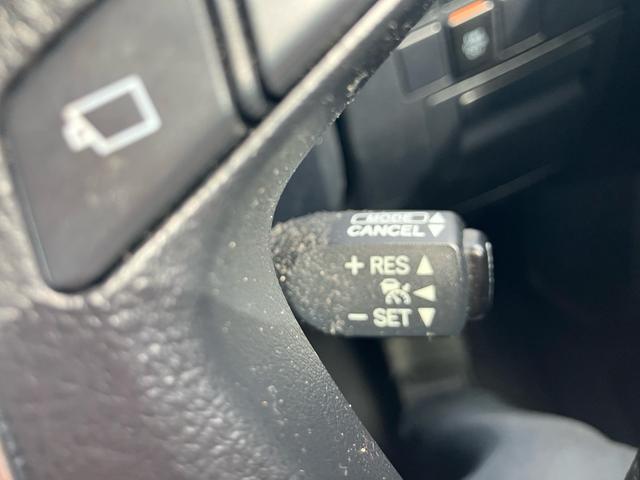 MODE
CANCEL
+ RES
− SET